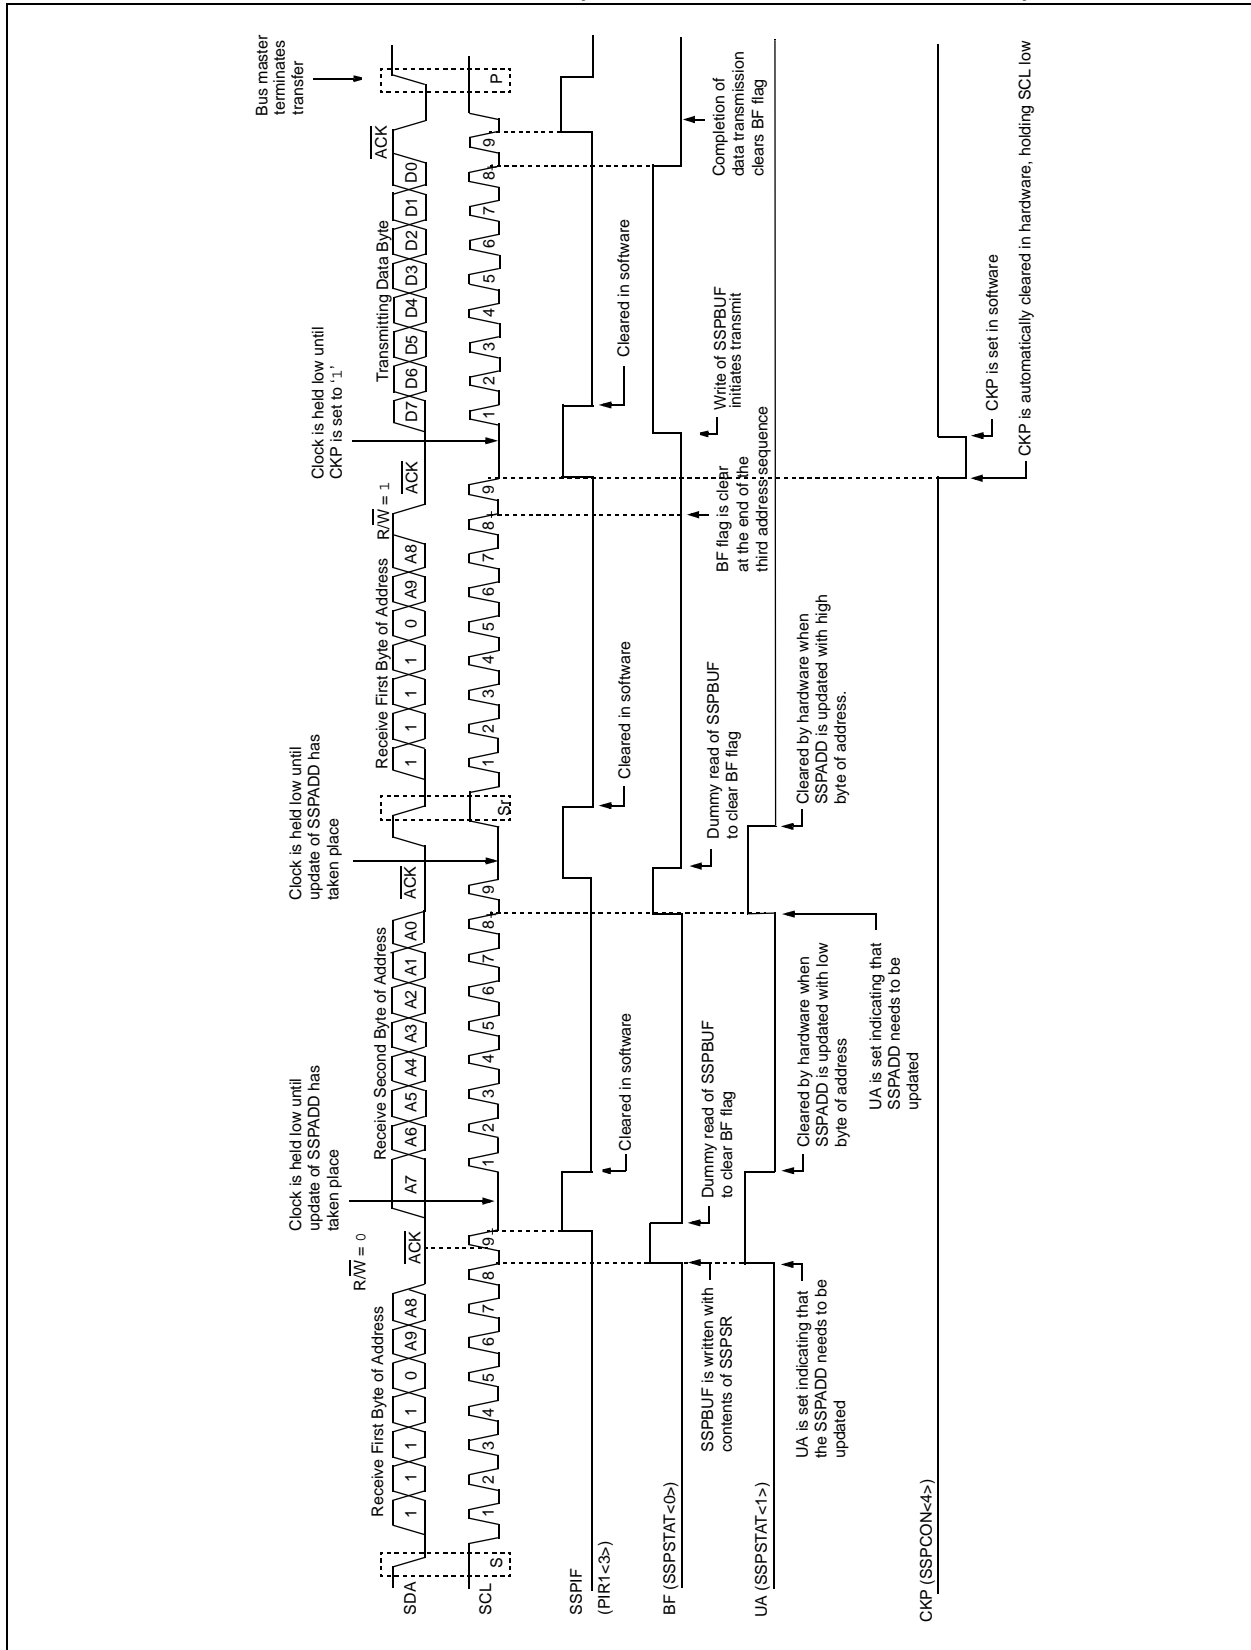 Bus master
terminates
transfer
Clock is held low until
CKP is set to ‘1’
Clock is held low until
update of SSPADD has
taken place
Clock is held low until
update of SSPADD has
taken place
R/W = 0
R/W = 1
Receive First Byte of Address
Receive Second Byte of Address
Receive First Byte of Address
Transmitting Data Byte
ACK
ACK
ACK
ACK
SDA
1 1 1 1 0 A9 A8
A7 A6 A5 A4 A3 A2 A1 A0
1 1 1 1 0 A9 A8
D7 D6 D5 D4 D3 D2 D1 D0
SCL
S
1 2 3 4 5 6 7 8 9
1 2 3 4 5 6 7 8 9
Sr
1 2 3 4 5 6 7 8 9
1 2 3 4 5 6 7 8 9
P
SSPIF
(PIR1<3>)
Cleared in software
Cleared in software
Cleared in software
BF (SSPSTAT<0>)
SSPBUF is written with
contents of SSPSR
Dummy read of SSPBUF
to clear BF flag
Dummy read of SSPBUF
to clear BF flag
BF flag is clear
at the end of the
third address sequence
Write of SSPBUF
initiates transmit
Completion of
data transmission
clears BF flag
UA (SSPSTAT<1>)
UA is set indicating that
the SSPADD needs to be
updated
Cleared by hardware when
SSPADD is updated with low
byte of address
UA is set indicating that
SSPADD needs to be
updated
Cleared by hardware when
SSPADD is updated with high
byte of address.
CKP (SSPCON<4>)
CKP is set in software
CKP is automatically cleared in hardware, holding SCL low